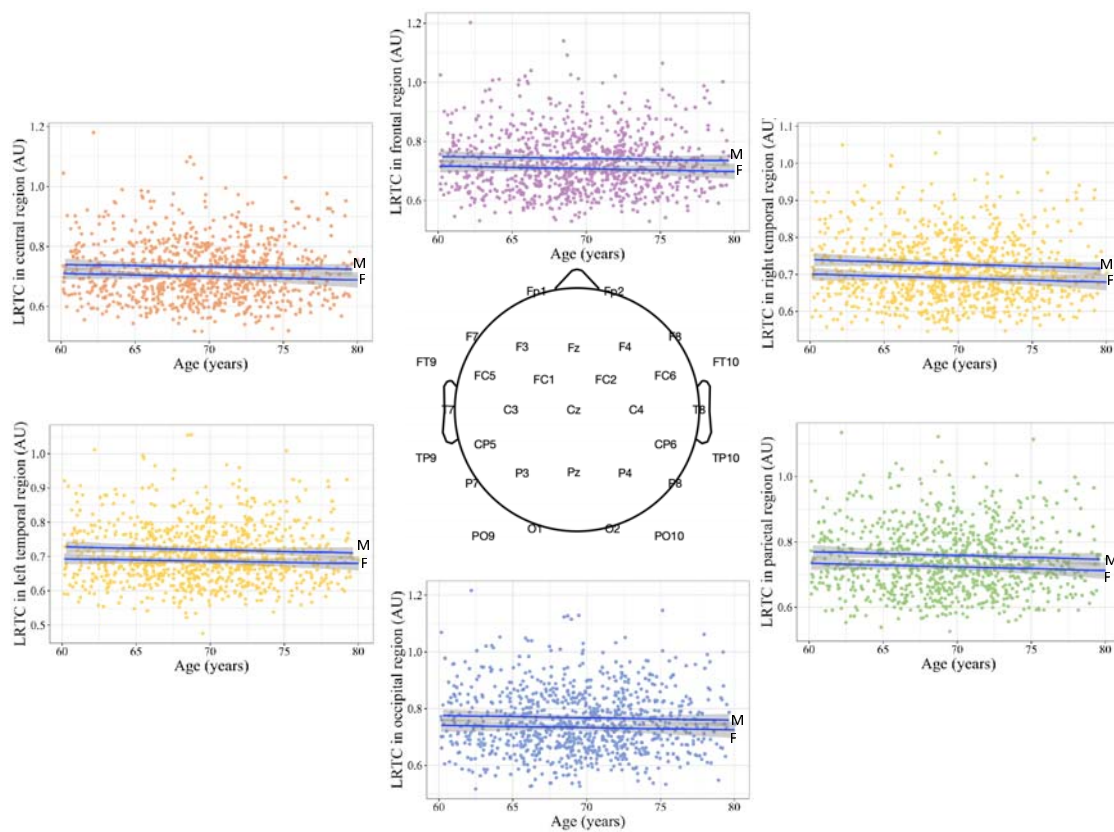 LRTC in frontal region (AU)
1.2
1.0
0.8
0.6
M
F
60 65 70 75 80
Age (years)
LRTC in central region (AU)
1.2
1.0
0.8
0.6
M
F
60 65 70 75 80
Age (years)
LRTC in right temporal region (AU)
1.1
1.0
0.9
0.8
0.7
0.6
M
F
60 65 70 75 80
Age (years)
Fp1 Fp2
F7 F3 Fz F4 F8
FT9 FC5 FC1 FC2 FC6 FT10
T7 C3 Cz C4 T8
TP9 CP5 CP6 TP10
P7 P3 Pz P4 P8
PO9 O1 O2 PO10
LRTC in left temporal region (AU)
1.0
0.9
0.8
0.7
0.6
0.5
M
F
60 65 70 75 80
Age (years)
LRTC in parietal region (AU)
1.0
0.8
0.6
M
F
60 65 70 75 80
Age (years)
LRTC in occipital region (AU)
1.2
1.0
0.8
0.6
M
F
60 65 70 75 80
Age (years)